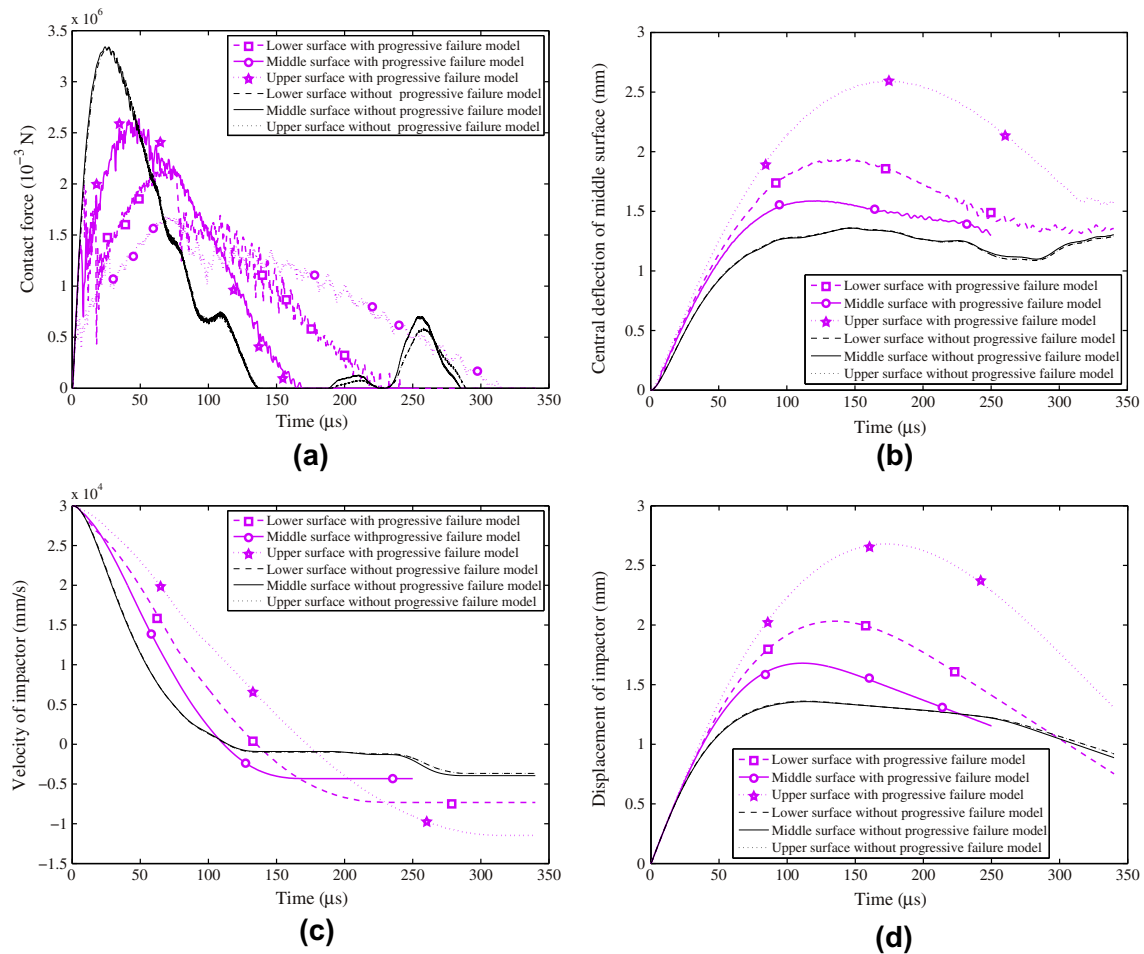 x 10⁶
3.5
3
2.5
2
1.5
1
0.5
0
0 50 100 150 200 250 300 350
Contact force (10⁻³ N)
Time (μs)
Lower surface with progressive failure model
Middle surface with progressive failure model
Upper surface with progressive failure model
Lower surface without progressive failure model
Middle surface without progressive failure model
Upper surface without progressive failure model
(a)
3
2.5
2
1.5
1
0.5
0
0 50 100 150 200 250 300 350
Central deflection of middle surface (mm)
Time (μs)
Lower surface with progressive failure model
Middle surface with progressive failure model
Upper surface with progressive failure model
Lower surface without progressive failure model
Middle surface without progressive failure model
Upper surface without progressive failure model
(b)
x 10⁴
3
2.5
2
1.5
1
0.5
0
−0.5
−1
−1.5
0 50 100 150 200 250 300 350
Velocity of impactor (mm/s)
Time (μs)
Lower surface with progressive failure model
Middle surface withprogressive failure model
Upper surface with progressive failure model
Lower surface without progressive failure model
Middle surface without progressive failure model
Upper surface without progressive failure model
(c)
3
2.5
2
1.5
1
0.5
0
0 50 100 150 200 250 300 350
Displacement of impactor (mm)
Time (μs)
Lower surface with progressive failure model
Middle surface with progressive failure model
Upper surface with progressive failure model
Lower surface without progressive failure model
Middle surface without progressive failure model
Upper surface without progressive failure model
(d)